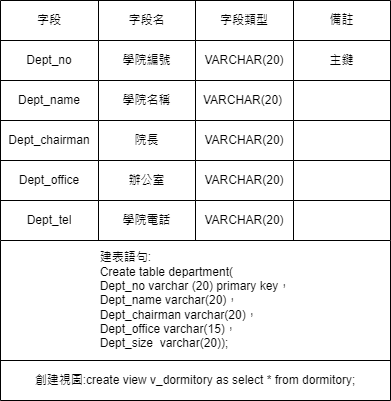 字段 字段名 字段類型 備註
Dept_no 學院編號 VARCHAR(20) 主鍵
Dept_name 學院名稱 VARCHAR(20)
Dept_chairman 院長 VARCHAR(20)
Dept_office 辦公室 VARCHAR(20)
Dept_tel 學院電話 VARCHAR(20)
建表語句:
Create table department(
Dept_no varchar (20) primary key，
Dept_name varchar(20)，
Dept_chairman varchar(20)，
Dept_office varchar(15)，
Dept_size varchar(20));
創建視圖:create view v_dormitory as select * from dormitory;